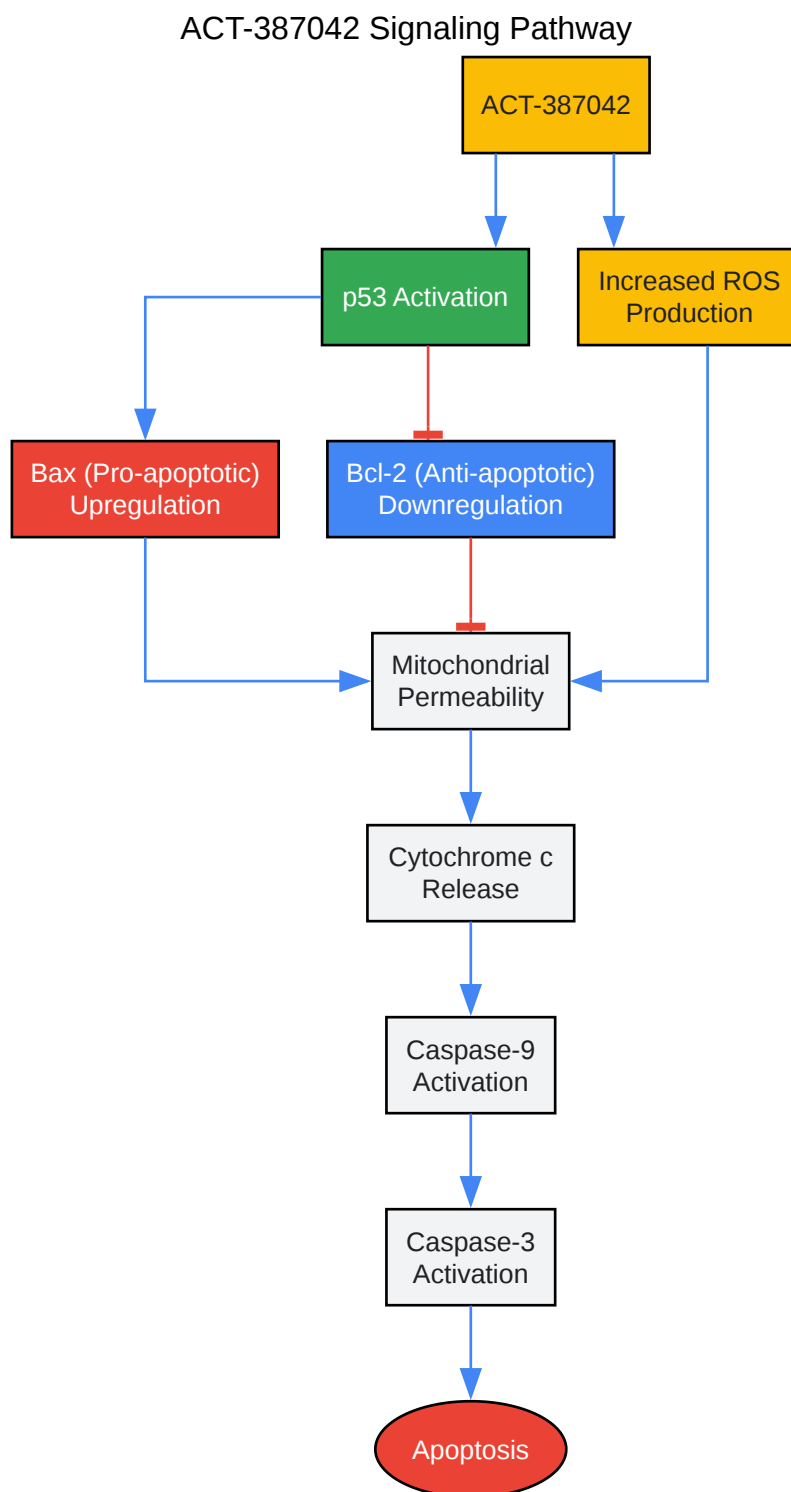 ACT-387042 Signaling Pathway
ACT-387042
p53 Activation
Increased ROS
Production
Bax (Pro-apoptotic)
Upregulation
Bcl-2 (Anti-apoptotic)
Downregulation
Mitochondrial
Permeability
Cytochrome c
Release
Caspase-9
Activation
Caspase-3
Activation
Apoptosis